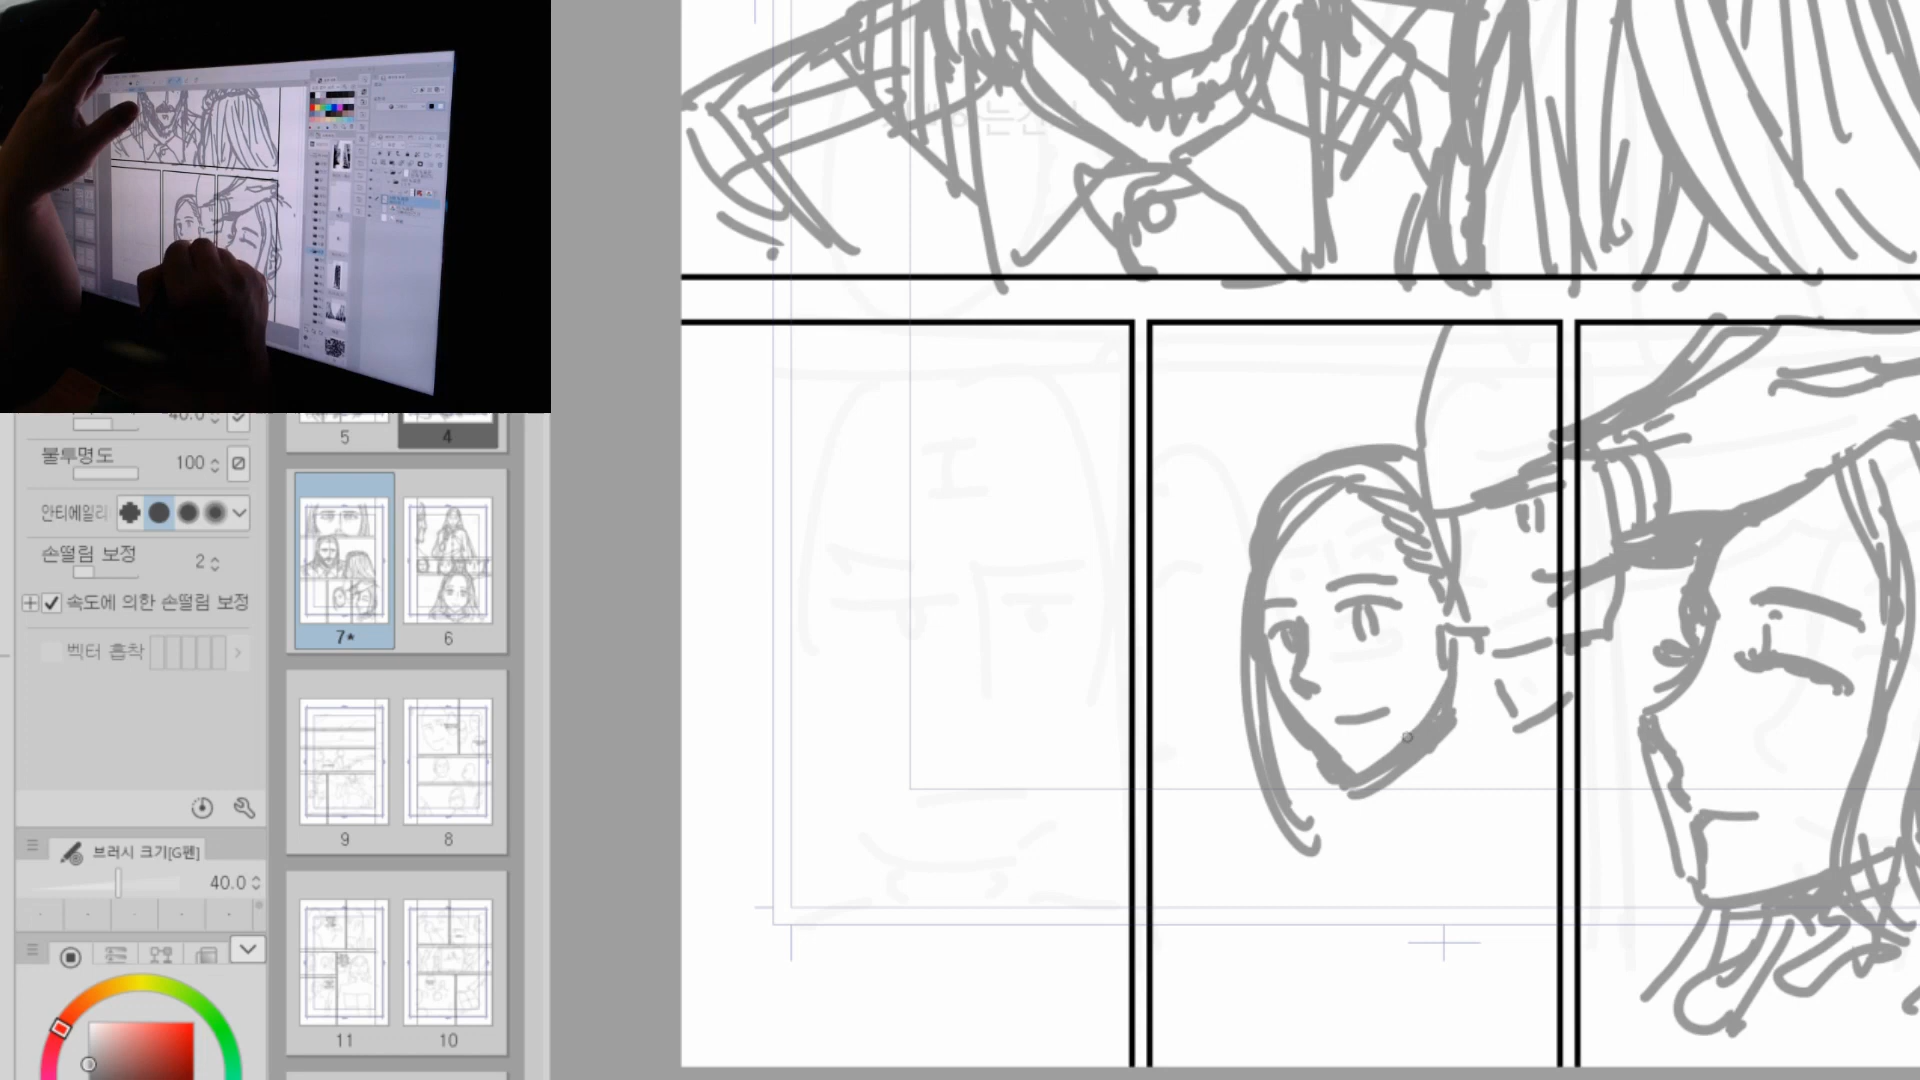 40.0
5
4
불투명도
100
안티에일리
손떨림 보정
2
속도에 의한 손떨림 보정
7*
6
벡터 흡착
9
8
브러시 크기[G펜]
40.0
11
10